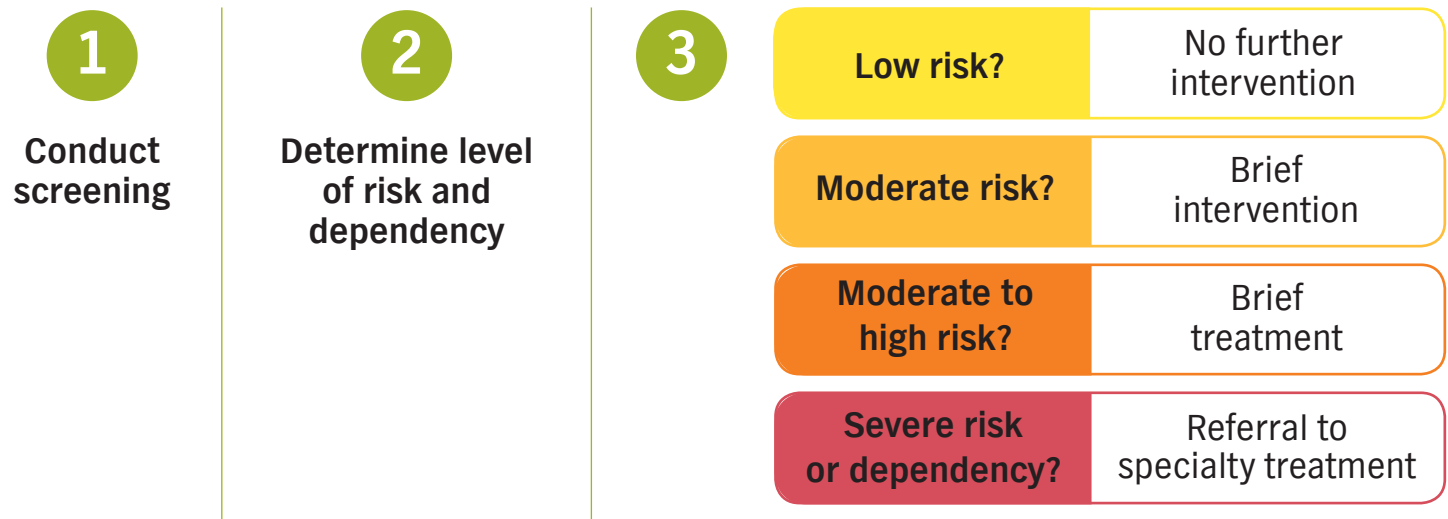 1
Conduct
screening
2
Determine level
of risk and
dependency
3
Low risk?
No further
intervention
Moderate risk?
Brief
intervention
Moderate to
high risk?
Brief
treatment
Severe risk
or dependency?
Referral to
specialty treatment